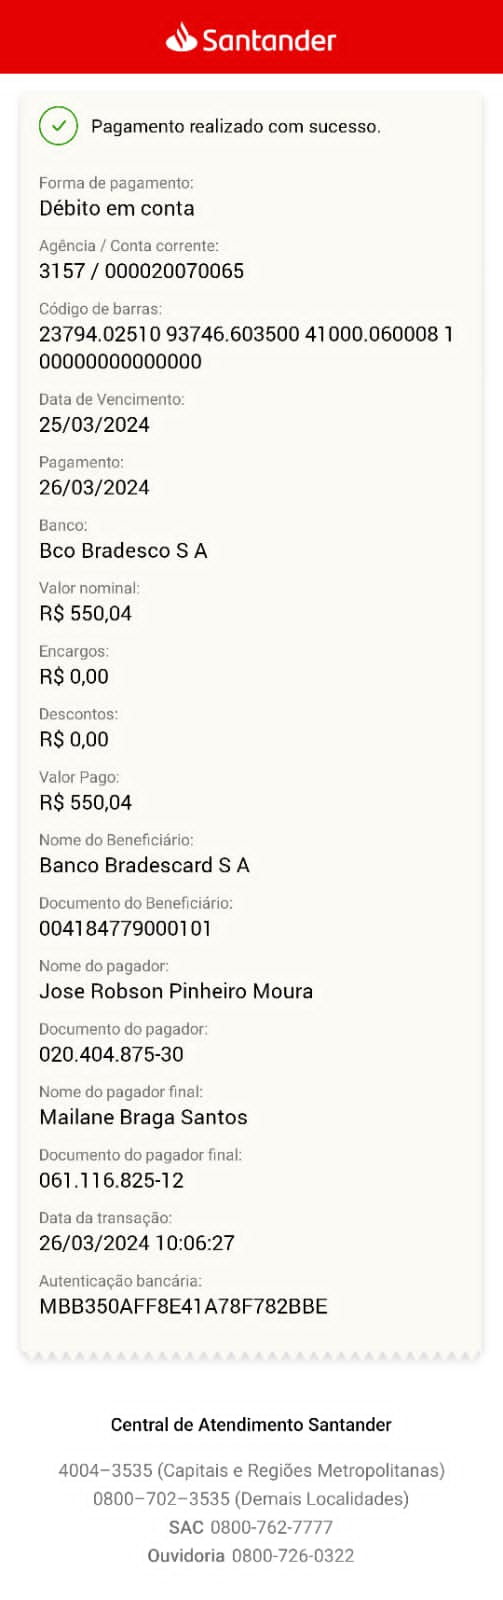 Santander
Pagamento realizado com sucesso.
Forma de pagamento:
Débito em conta
Agência / Conta corrente:
3157 / 000020070065
Código de barras:
23794.02510 93746.603500 41000.060008 1
00000000000000
Data de Vencimento:
25/03/2024
Pagamento:
26/03/2024
Banco:
Bco Bradesco S A
Valor nominal:
R$ 550,04
Encargos:
R$ 0,00
Descontos:
R$ 0,00
Valor Pago:
R$ 550,04
Nome do Beneficiário:
Banco Bradescard S A
Documento do Beneficiário:
004184779000101
Nome do pagador:
Jose Robson Pinheiro Moura
Documento do pagador:
020.404.875-30
Nome do pagador final:
Mailane Braga Santos
Documento do pagador final:
061.116.825-12
Data da transação:
26/03/2024 10:06:27
Autenticação bancária:
MBB350AFF8E41A78F782BBE
Central de Atendimento Santander
4004–3535 (Capitais e Regiões Metropolitanas)
0800–702–3535 (Demais Localidades)
SAC 0800-762-7777
Ouvidoria 0800-726-0322